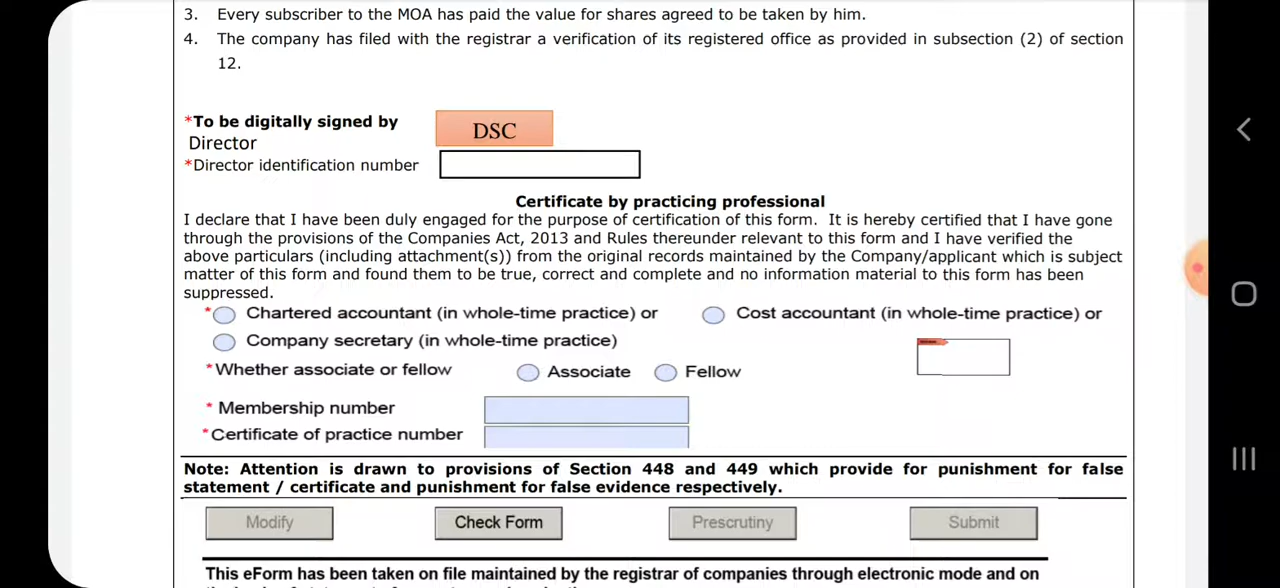 3. Every subscriber to the MOA has paid the value for shares agreed to be taken by him.
4. The company has filed with the registrar a verification of its registered office as provided in subsection (2) of section
12.
*To be digitally signed by
DSC
Director
*Director identification number
Certificate by practicing professional
I declare that I have been duly engaged for the purpose of certification of this form. It is hereby certified that I have gone
through the provisions of the Companies Act, 2013 and Rules thereunder relevant to this form and I have verified the
above particulars (including attachment(s)) from the original records maintained by the Company/applicant which is subject
matter of this form and found them to be true, correct and complete and no information material to this form has been
suppressed.
* Chartered accountant (in whole-time practice) or Cost accountant (in whole-time practice) or
Company secretary (in whole-time practice)
*Whether associate or fellow Associate Fellow
* Membership number
*Certificate of practice number
Note: Attention is drawn to provisions of Section 448 and 449 which provide for punishment for false
statement / certificate and punishment for false evidence respectively.
Modify Check Form Prescrutiny Submit
This eForm has been taken on file maintained by the registrar of companies through electronic mode and on